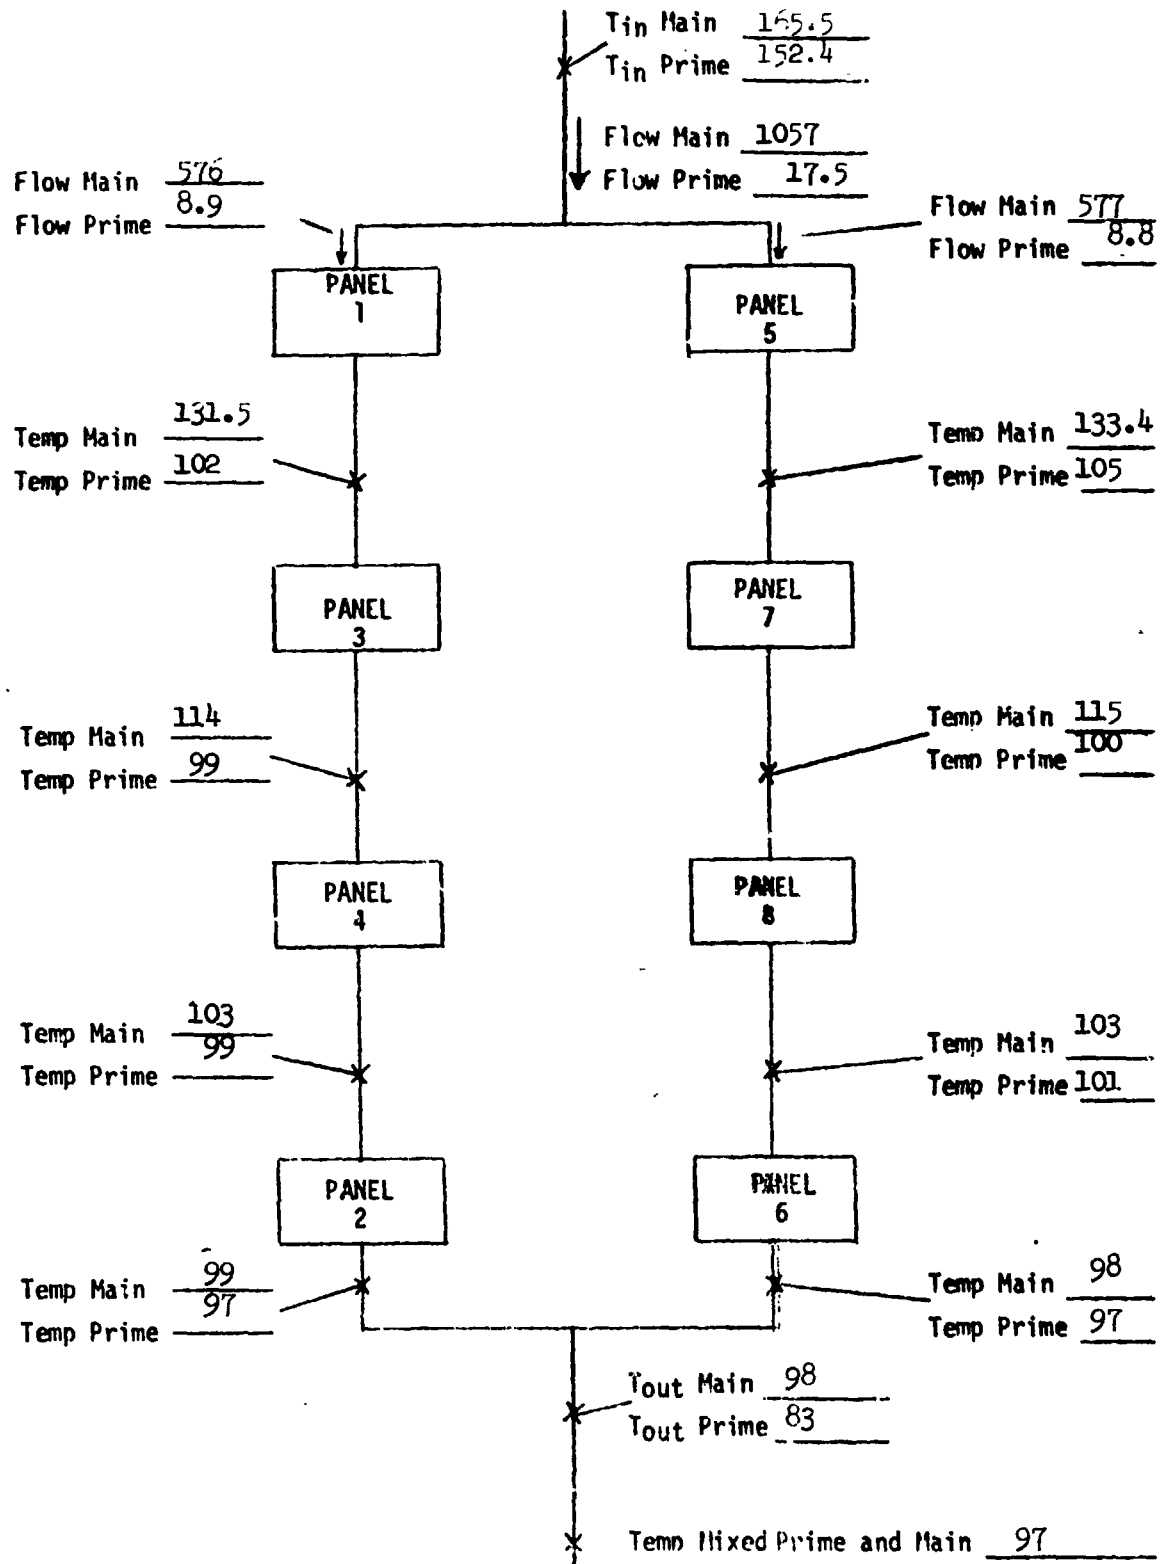 Tin Main 165.5
Tin Prime 152.4
Flow Main 1057
Flow Prime 17.5
Flow Main 576
Flow Prime 8.9
Flow Main 577
Flow Prime 8.8
PANEL
1
PANEL
5
Temp Main 131.5
Temp Prime 102
Temp Main 133.4
Temp Prime 105
PANEL
3
PANEL
7
Temp Main 114
Temp Prime 99
Temp Main 115
Temp Prime 100
PANEL
4
PANEL
8
Temp Main 103
Temp Prime 99
Temp Main 103
Temp Prime 101
PANEL
2
PANEL
6
Temp Main 99
Temp Prime 97
Temp Main 98
Temp Prime 97
Tout Main 98
Tout Prime 83
Temp Mixed Prime and Main 97